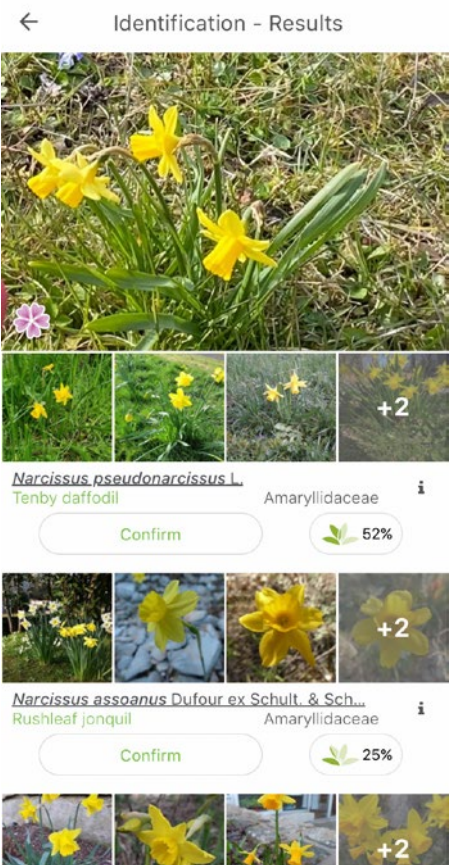 Identification - Results
+2
Narcissus pseudonarcissus L.
Tenby daffodil
Amaryllidaceae
i
Confirm
52%
+2
Narcissus assoanus Dufour ex Schult. & Sch...
Rushleaf jonquil
Amaryllidaceae
i
Confirm
25%
+2